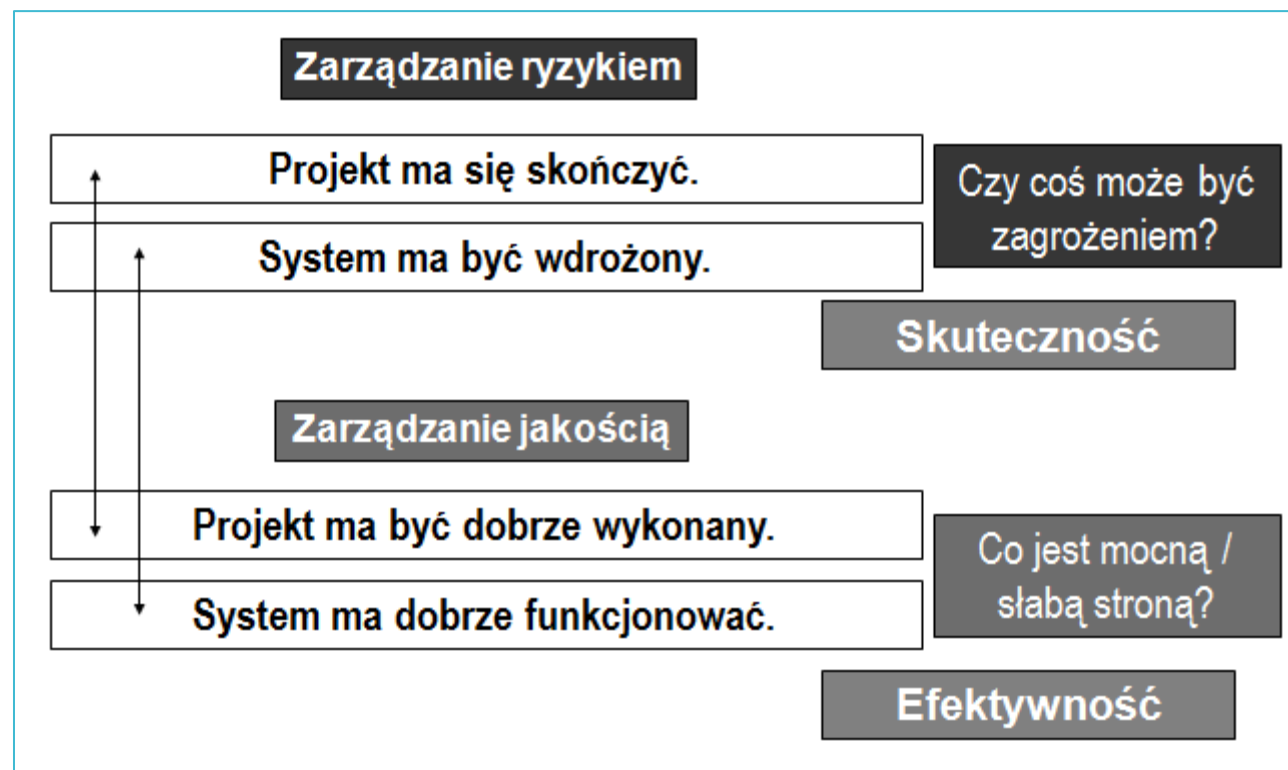 Zarządzanie ryzykiem
Projekt ma się skończyć.
System ma być wdrożony.
Czy coś może być
zagrożeniem?
Skuteczność
Zarządzanie jakością
Projekt ma być dobrze wykonany.
System ma dobrze funkcjonować.
Co jest mocną /
słabą stroną?
Efektywność